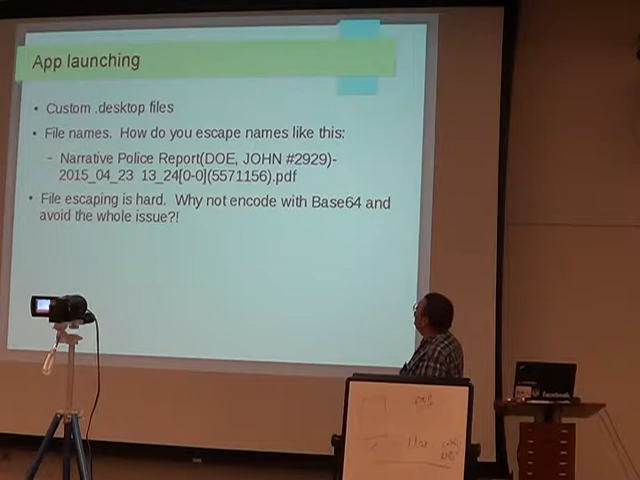 App launching
• Custom .desktop files
• File names. How do you escape names like this:
– Narrative Police Report(DOE, JOHN #2929)-
2015_04_23 13_24[0-0](5571156).pdf
• File escaping is hard. Why not encode with Base64 and
avoid the whole issue?!
facebook